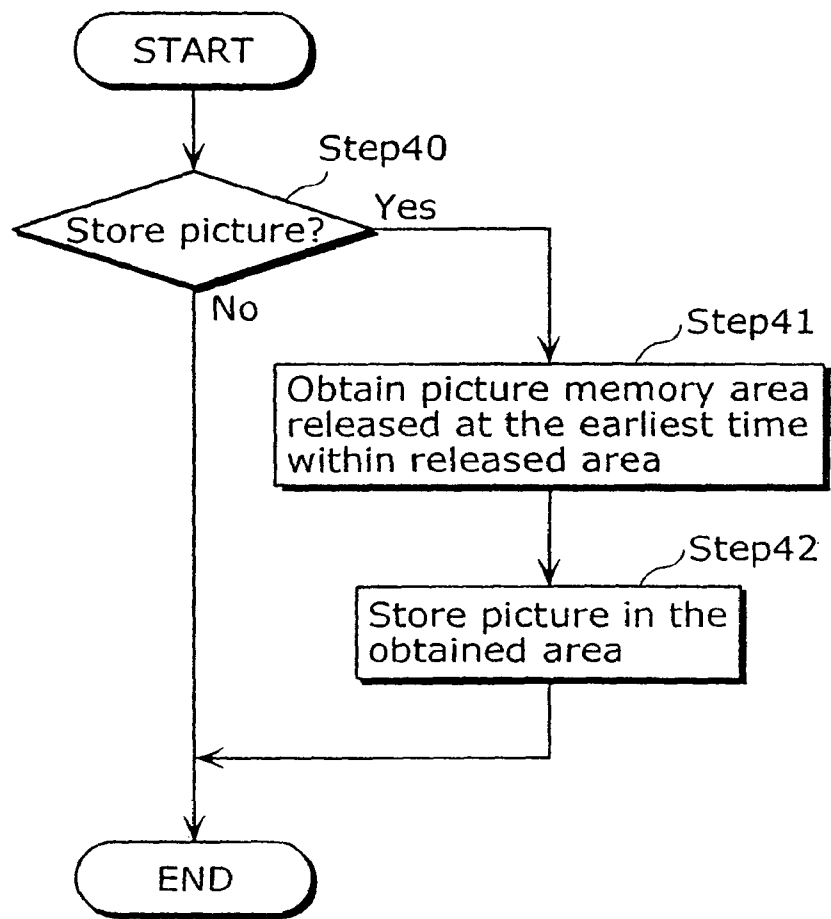 START
Step40
Store picture?
Yes
No
Step41
Obtain picture memory area
released at the earliest time
within released area
Step42
Store picture in the
obtained area
END